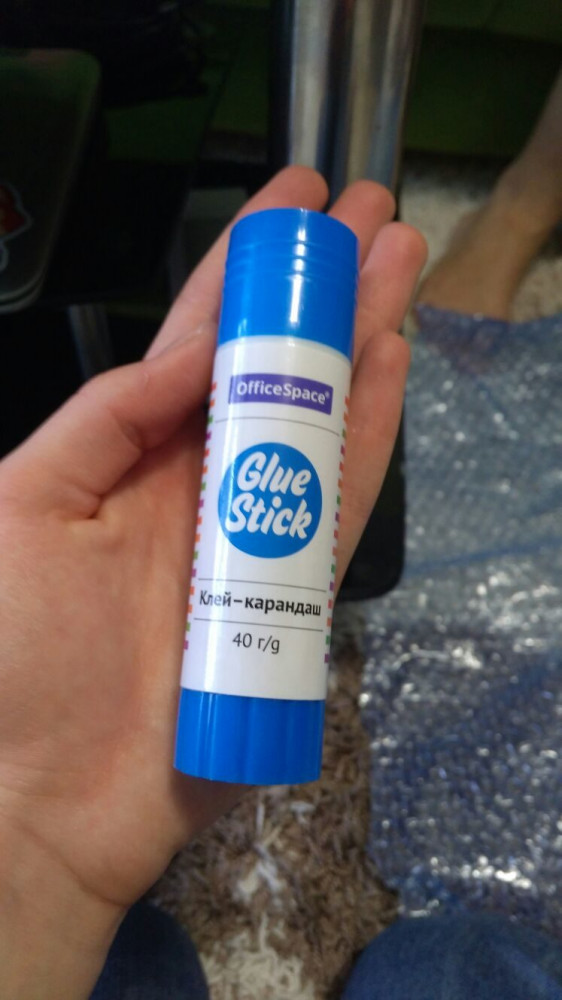 OfficeSpace®
Glue
Stick
Клей-карандаш
40 г/g